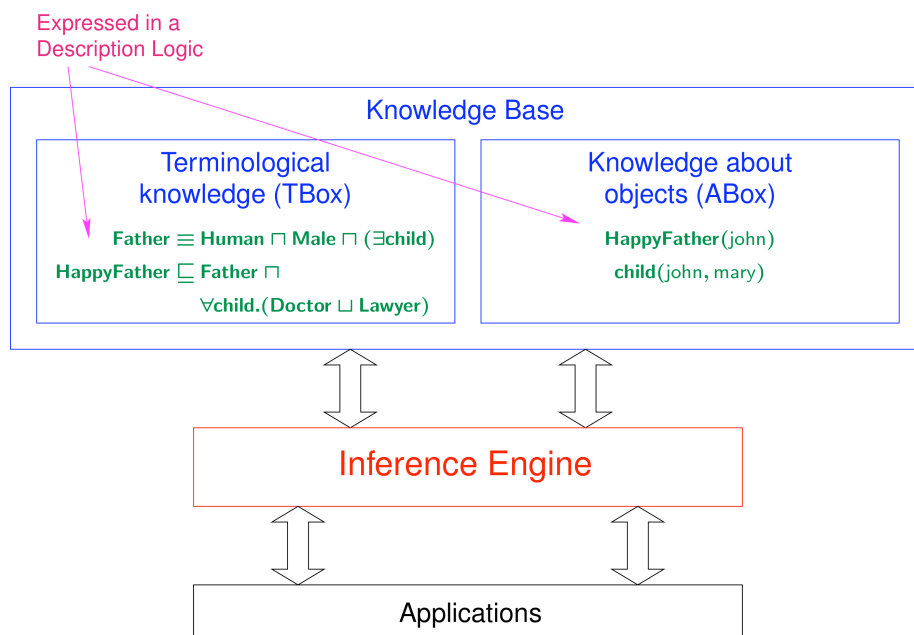 Expressed in a
Description Logic
Knowledge Base
Terminological
knowledge (TBox)
Father ≡ Human ⊓ Male ⊓ (∃child)
HappyFather ⊑ Father ⊓
∀child.(Doctor ⊔ Lawyer)
Knowledge about
objects (ABox)
HappyFather(john)
child(john, mary)
Inference Engine
Applications